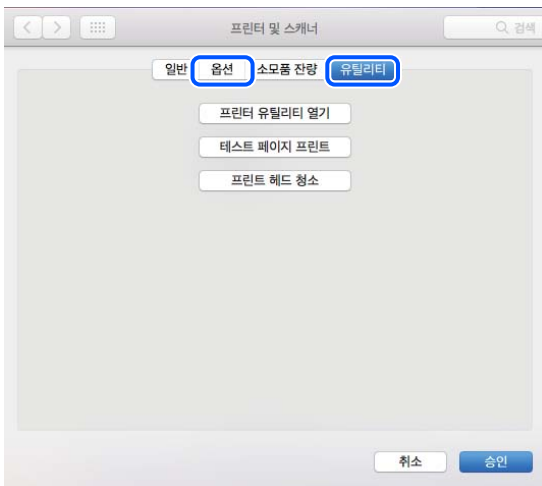 프린터 및 스캐너
검색
일반 옵션 소모품 잔량 유틸리티
프린터 유틸리티 열기
테스트 페이지 프린트
프린트 헤드 청소
취소 승인